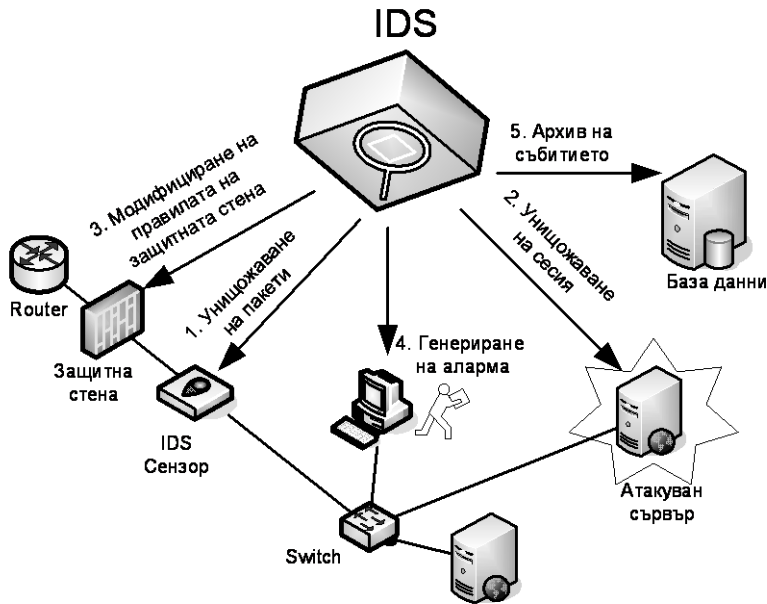 IDS
5. Архив на
събитието
База данни
3. Модифициране на
правилата на
защитната стена
2. Унищожаване
на сесия
1. Унищожаване
на пакети
4. Генериране
на аларма
Router
Защитна
стена
IDS
Сензор
Атакуван
сървър
Switch